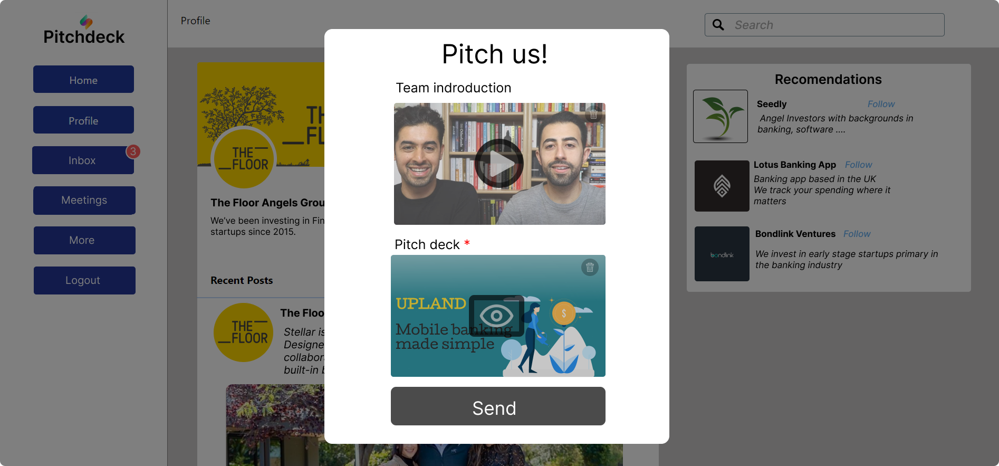 Pitchdeck
Home
Profile
Inbox
3
Meetings
More
Logout
Profile
Search
TH
FLO
THE
FLOOR
The Floor Angels Grou
We've been investing in Fin
startups since 2015.
Recent Posts
THE
FLOOR
The Floo
Stellar is
Designe
collabora
built-in b
Pitch us!
Team indroduction
Pitch deck *
UPLAND
Mobile banking
made simple
$
Send
Recomendations
Seedly
Follow
Angel Investors with backgrounds in
banking, software ....
Lotus Banking App
Follow
Banking app based in the UK
We track your spending where it
matters
bondlink
Bondlink Ventures
Follow
We invest in early stage startups primary in
the banking industry